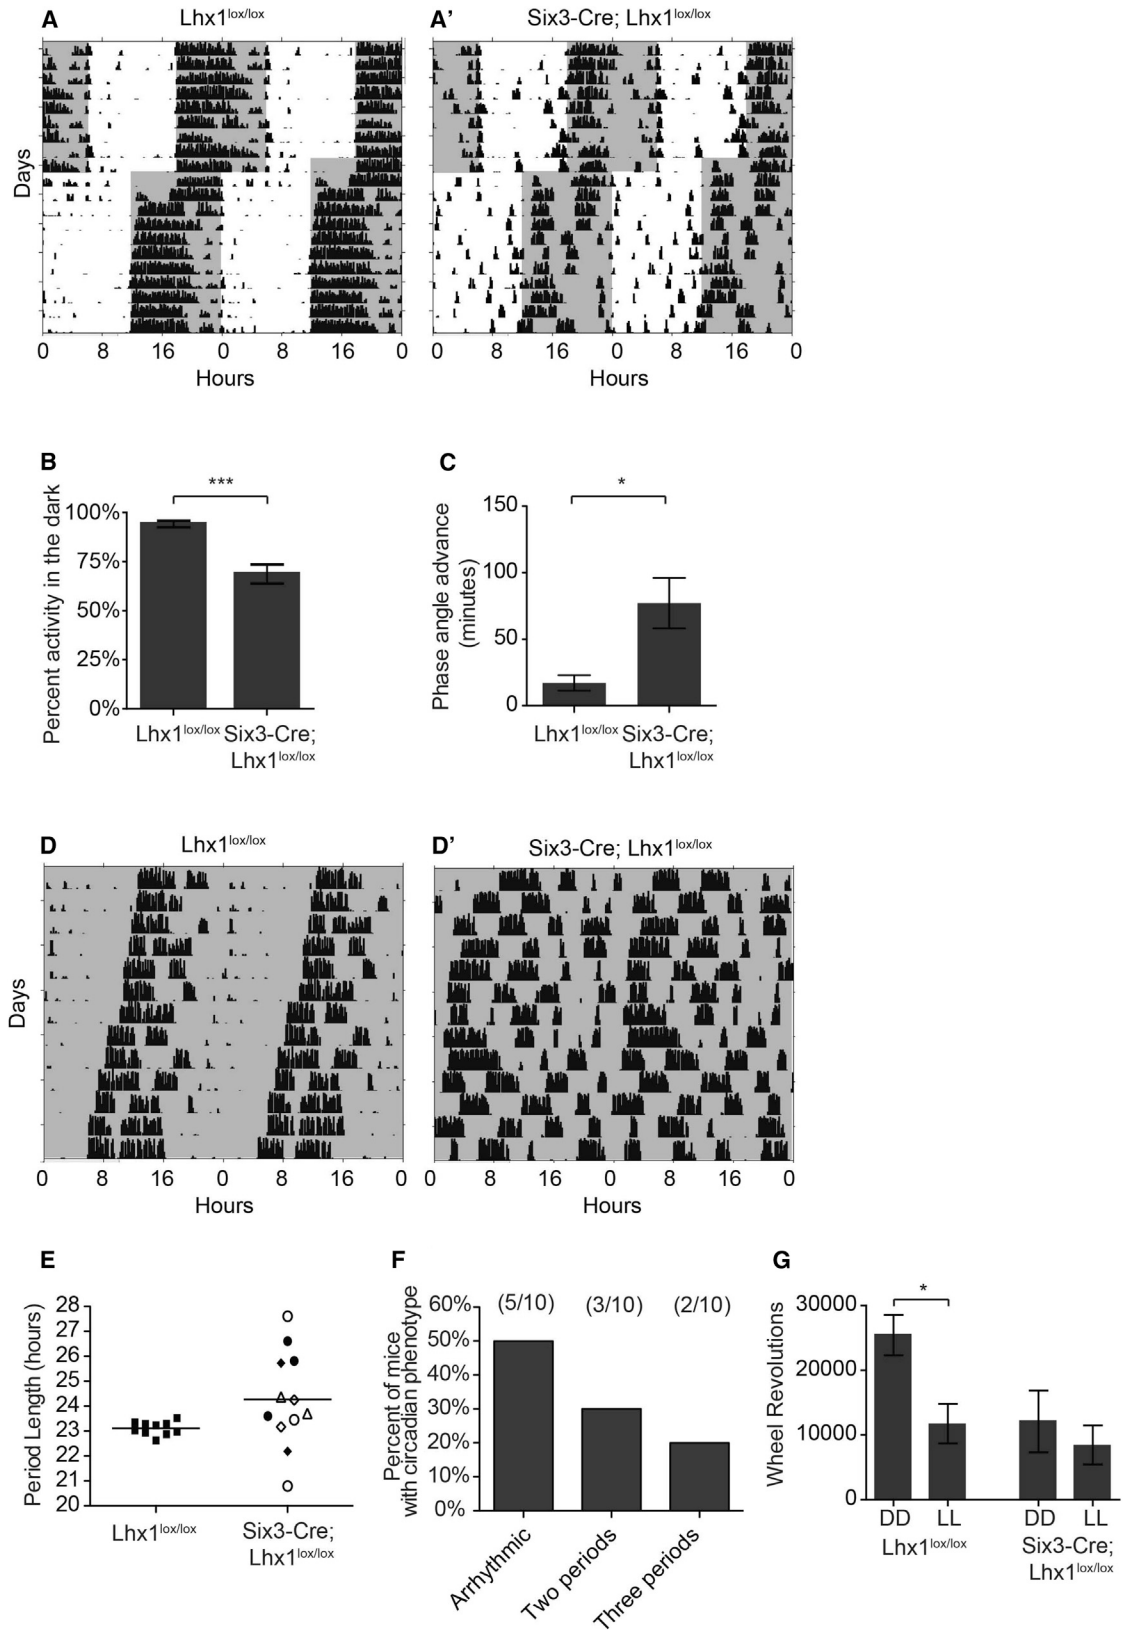 A
Lhx1lox/lox
A'
Six3-Cre; Lhx1lox/lox
Days
0 8 16 0 8 16 0
Hours
0 8 16 0 8 16 0
Hours
B
Percent activity in the dark
***
100%
75%
50%
25%
0%
Lhx1lox/lox Six3-Cre;
Lhx1lox/lox
C
Phase angle advance
(minutes)
*
150
100
50
0
Lhx1lox/lox Six3-Cre;
Lhx1lox/lox
D
Lhx1lox/lox
D'
Six3-Cre; Lhx1lox/lox
Days
0 8 16 0 8 16 0
Hours
0 8 16 0 8 16 0
Hours
E
Period Length (hours)
28
27
26
25
24
23
22
21
20
Lhx1lox/lox
Six3-Cre;
Lhx1lox/lox
F
Percent of mice
with circadian phenotype
(5/10) (3/10) (2/10)
60%
50%
40%
30%
20%
10%
0%
Arrhythmic
Two periods
Three periods
G
Wheel Revolutions
*
30000
20000
10000
0
DD LL DD LL
Lhx1lox/lox
Six3-Cre;
Lhx1lox/lox